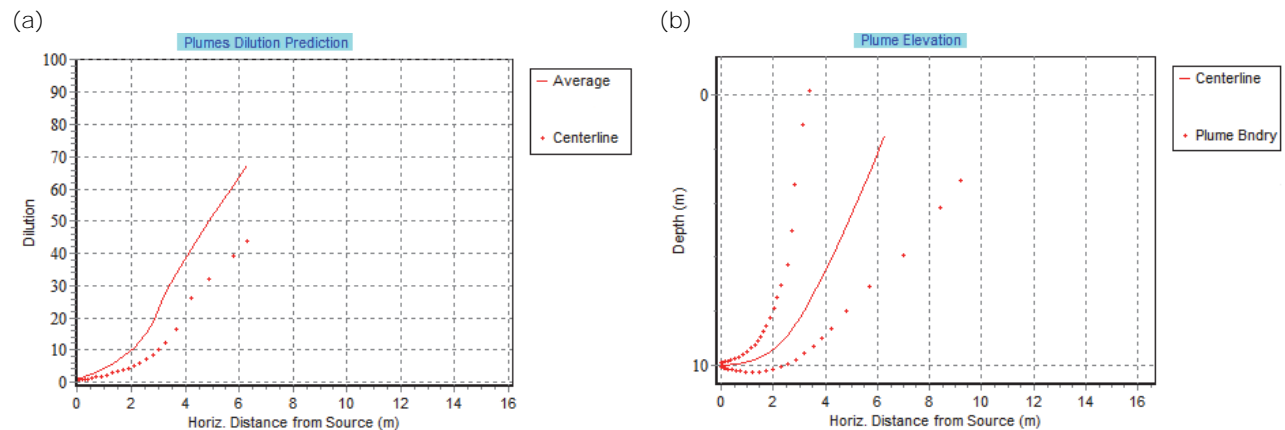 (a)
Plumes Dilution Prediction
100
90
80
70
60
50
40
30
20
10
0
Dilution
0 2 4 6 8 10 12 14 16
Horiz. Distance from Source (m)
Average
Centerline
(b)
Plume Elevation
0
10
Depth (m)
0 2 4 6 8 10 12 14 16
Horiz. Distance from Source (m)
Centerline
Plume Bndry